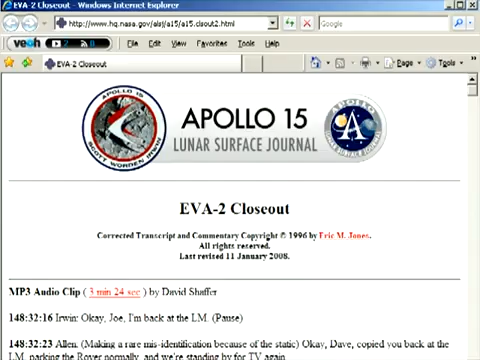 EVA-2 Closeout - Windows Internet Explorer
http://www.hq.nasa.gov/alsj/a15/a15.clsout2.html
Google
veoh 2 8
File Edit View Favorites Tools Help
EVA-2 Closeout
Page Tools
APOLLO 15
SCOTT WORDEN IRWIN
APOLLO 15
LUNAR SURFACE JOURNAL
APOLLO
A
EVA-2 Closeout
Corrected Transcript and Commentary Copyright © 1996 by Eric M. Jones.
All rights reserved.
Last revised 11 January 2008.
MP3 Audio Clip ( 3 min 24 sec ) by David Shaffer
148:32:16 Irwin: Okay, Joe, I'm back at the LM. (Pause)
148:32:23 Allen: (Making a rare mis-identification because of the static) Okay, Dave, copied you back at the
LM, parking the Rover normally, and we're standing by for TV again